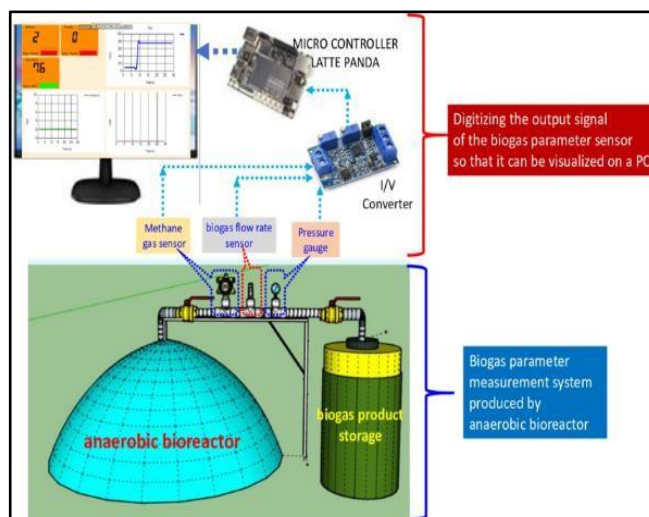 2
0
76
MICRO CONTROLLER
LATTE PANDA
I/V
Converter
Digitizing the output signal
of the biogas parameter sensor
so that it can be visualized on a PC
Methane
gas sensor
biogas flow rate
sensor
Pressure
gauge
anaerobic bioreactor
biogas product
storage
Biogas parameter
measurement system
produced by
anaerobic bioreactor